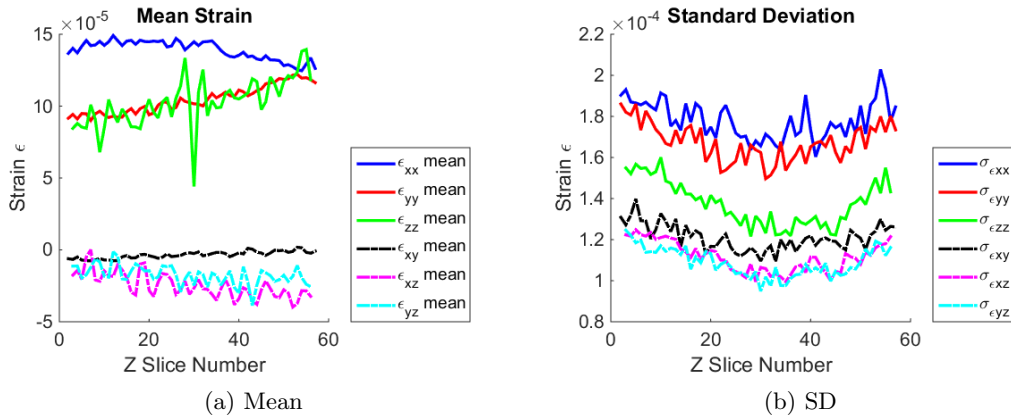 ×10⁻⁵
Mean Strain
15
10
5
0
-5
Strain ϵ
0
20
40
60
Z Slice Number
ϵxx mean
ϵyy mean
ϵzz mean
ϵxy mean
ϵxz mean
ϵyz mean
(a) Mean
×10⁻⁴
Standard Deviation
2.2
2
1.8
1.6
1.4
1.2
1
0.8
Strain ϵ
0
20
40
60
Z Slice Number
σϵxx
σϵyy
σϵzz
σϵxy
σϵxz
σϵyz
(b) SD